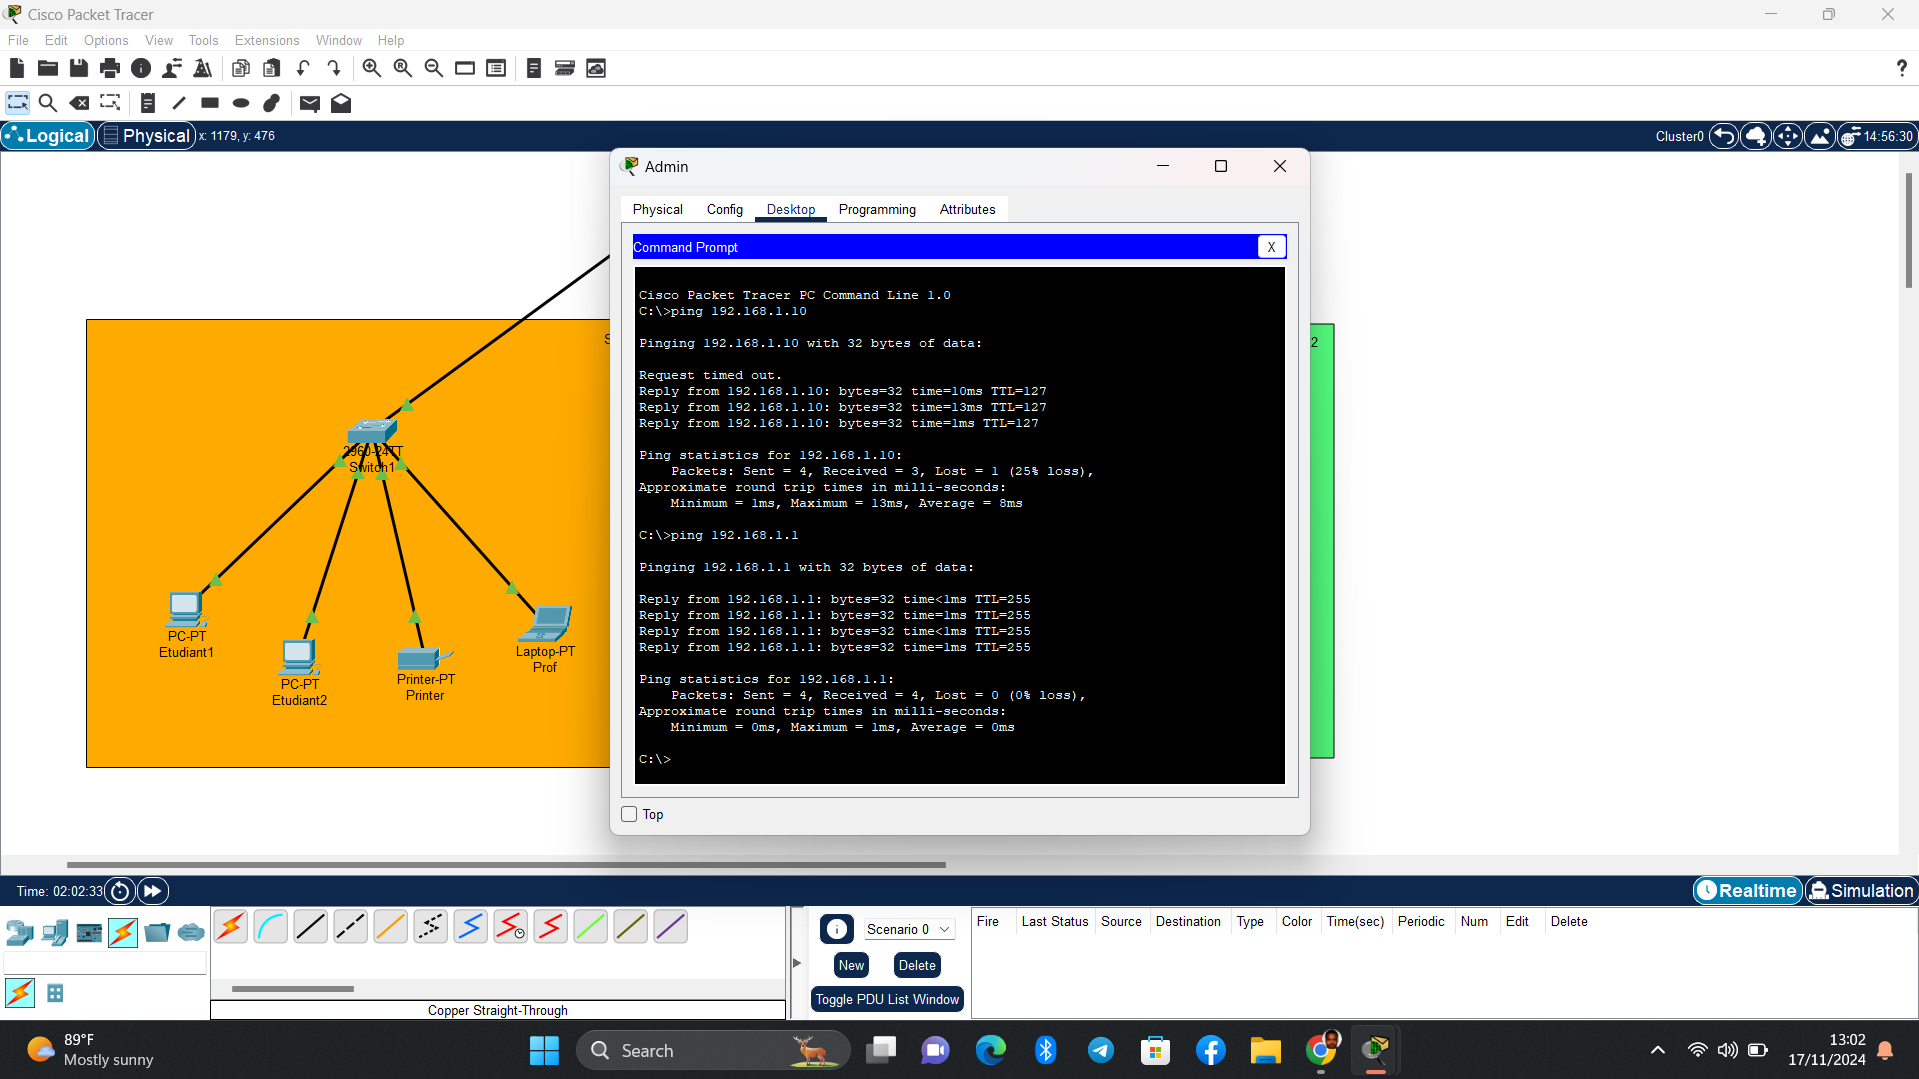 Cisco Packet Tracer
File Edit Options View Tools Extensions Window Help
?
Logical Physical x: 1179, y: 476 Cluster0 14:56:30
Admin
Physical Config Desktop Programming Attributes
Command Prompt X
Cisco Packet Tracer PC Command Line 1.0
C:\>ping 192.168.1.10
Pinging 192.168.1.10 with 32 bytes of data:
Request timed out.
Reply from 192.168.1.10: bytes=32 time=10ms TTL=127
Reply from 192.168.1.10: bytes=32 time=13ms TTL=127
Reply from 192.168.1.10: bytes=32 time=1ms TTL=127
Ping statistics for 192.168.1.10:
Packets: Sent = 4, Received = 3, Lost = 1 (25% loss),
Approximate round trip times in milli-seconds:
Minimum = 1ms, Maximum = 13ms, Average = 8ms
C:\>ping 192.168.1.1
Pinging 192.168.1.1 with 32 bytes of data:
Reply from 192.168.1.1: bytes=32 time<1ms TTL=255
Reply from 192.168.1.1: bytes=32 time=1ms TTL=255
Reply from 192.168.1.1: bytes=32 time<1ms TTL=255
Reply from 192.168.1.1: bytes=32 time=1ms TTL=255
Ping statistics for 192.168.1.1:
Packets: Sent = 4, Received = 4, Lost = 0 (0% loss),
Approximate round trip times in milli-seconds:
Minimum = 0ms, Maximum = 1ms, Average = 0ms
C:\>
Top
S
2
2960-24TT
Switch1
PC-PT
Etudiant1
PC-PT
Etudiant2
Printer-PT
Printer
Laptop-PT
Prof
Time: 02:02:33 Realtime Simulation
Scenario 0
New Delete
Toggle PDU List Window
Fire Last Status Source Destination Type Color Time(sec) Periodic Num Edit Delete
Copper Straight-Through
89°F
Mostly sunny
Search
13:02
17/11/2024